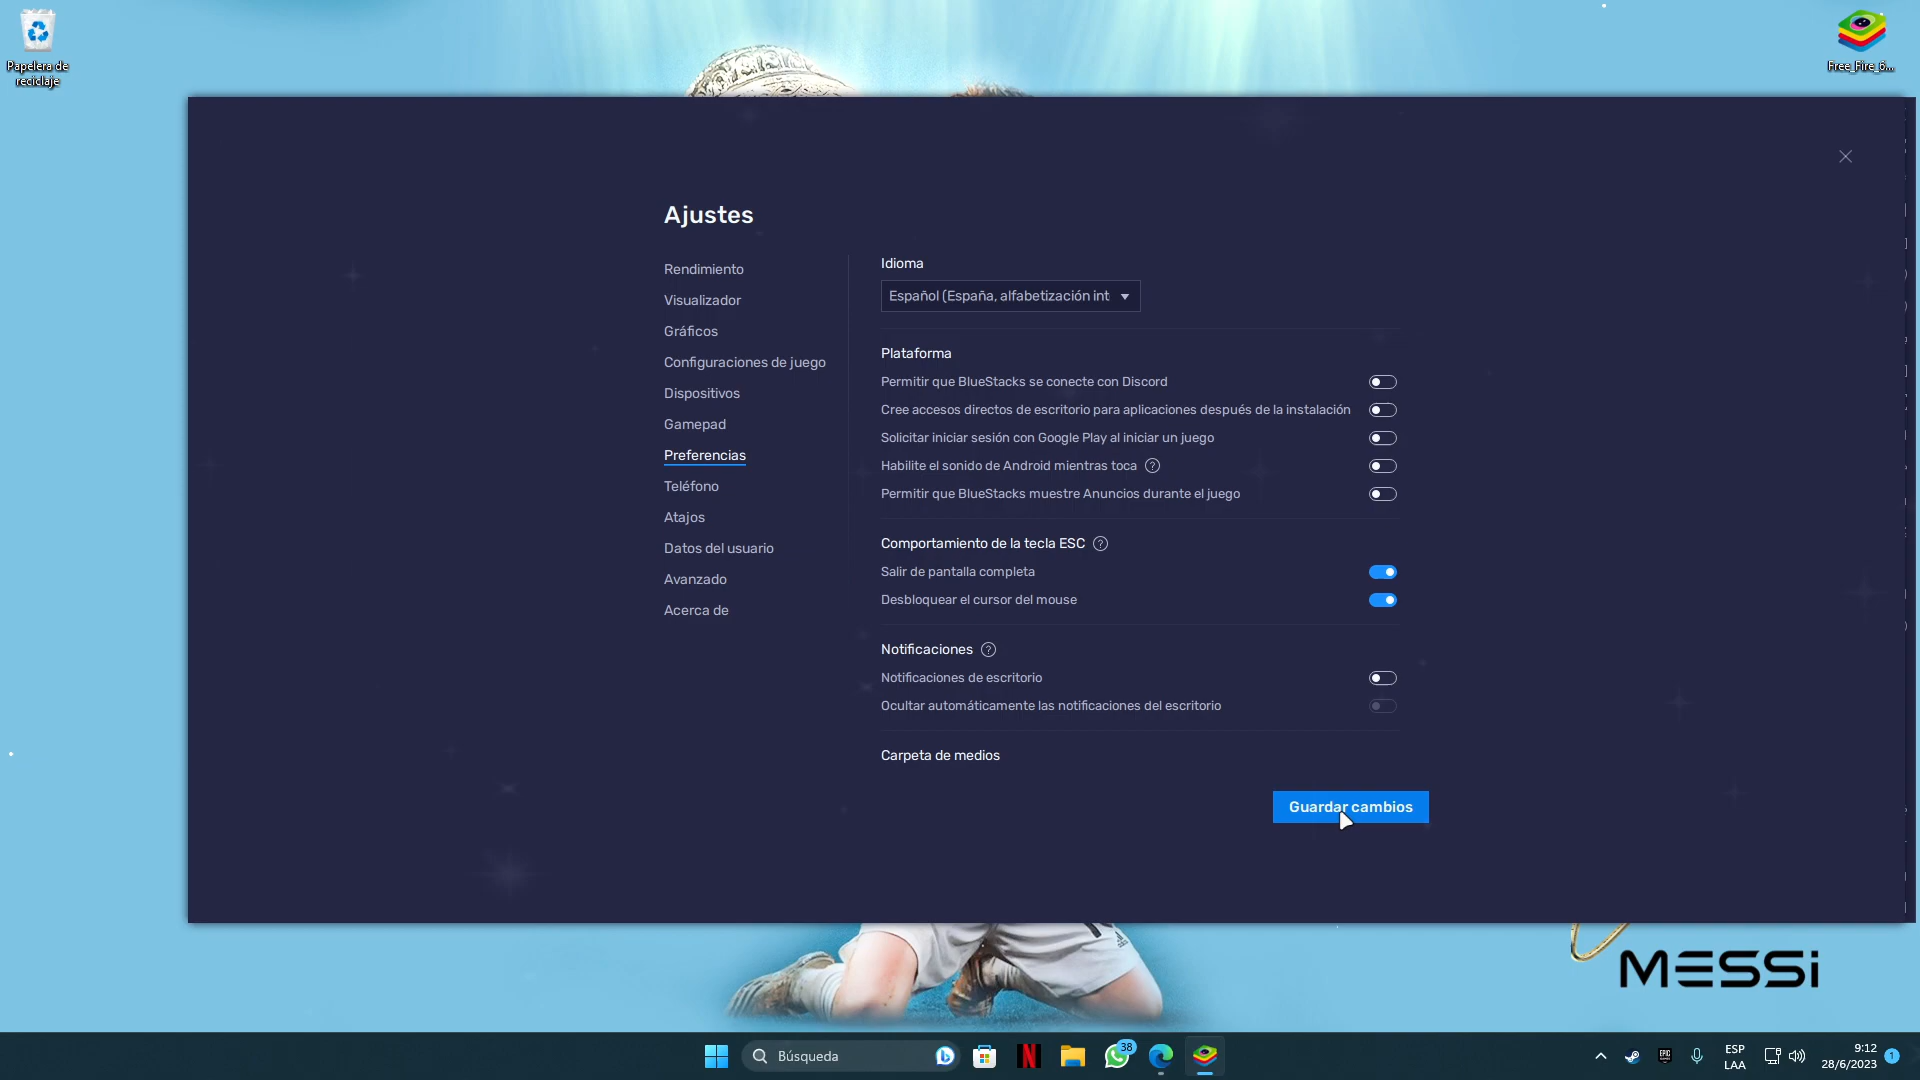 Papelera de
reciclaje
Free_Fire_6...
Ajustes
Rendimiento
Visualizador
Gráficos
Configuraciones de juego
Dispositivos
Gamepad
Preferencias
Teléfono
Atajos
Datos del usuario
Avanzado
Acerca de
Idioma
Español (España, alfabetización int
Plataforma
Permitir que BlueStacks se conecte con Discord
Cree accesos directos de escritorio para aplicaciones después de la instalación
Solicitar iniciar sesión con Google Play al iniciar un juego
Habilite el sonido de Android mientras toca ?
Permitir que BlueStacks muestre Anuncios durante el juego
Comportamiento de la tecla ESC ?
Salir de pantalla completa
Desbloquear el cursor del mouse
Notificaciones ?
Notificaciones de escritorio
Ocultar automáticamente las notificaciones del escritorio
Carpeta de medios
Guardar cambios
MESSi
Búsqueda
N
38
EPIC
ESP
LAA
9:12
28/6/2023
1